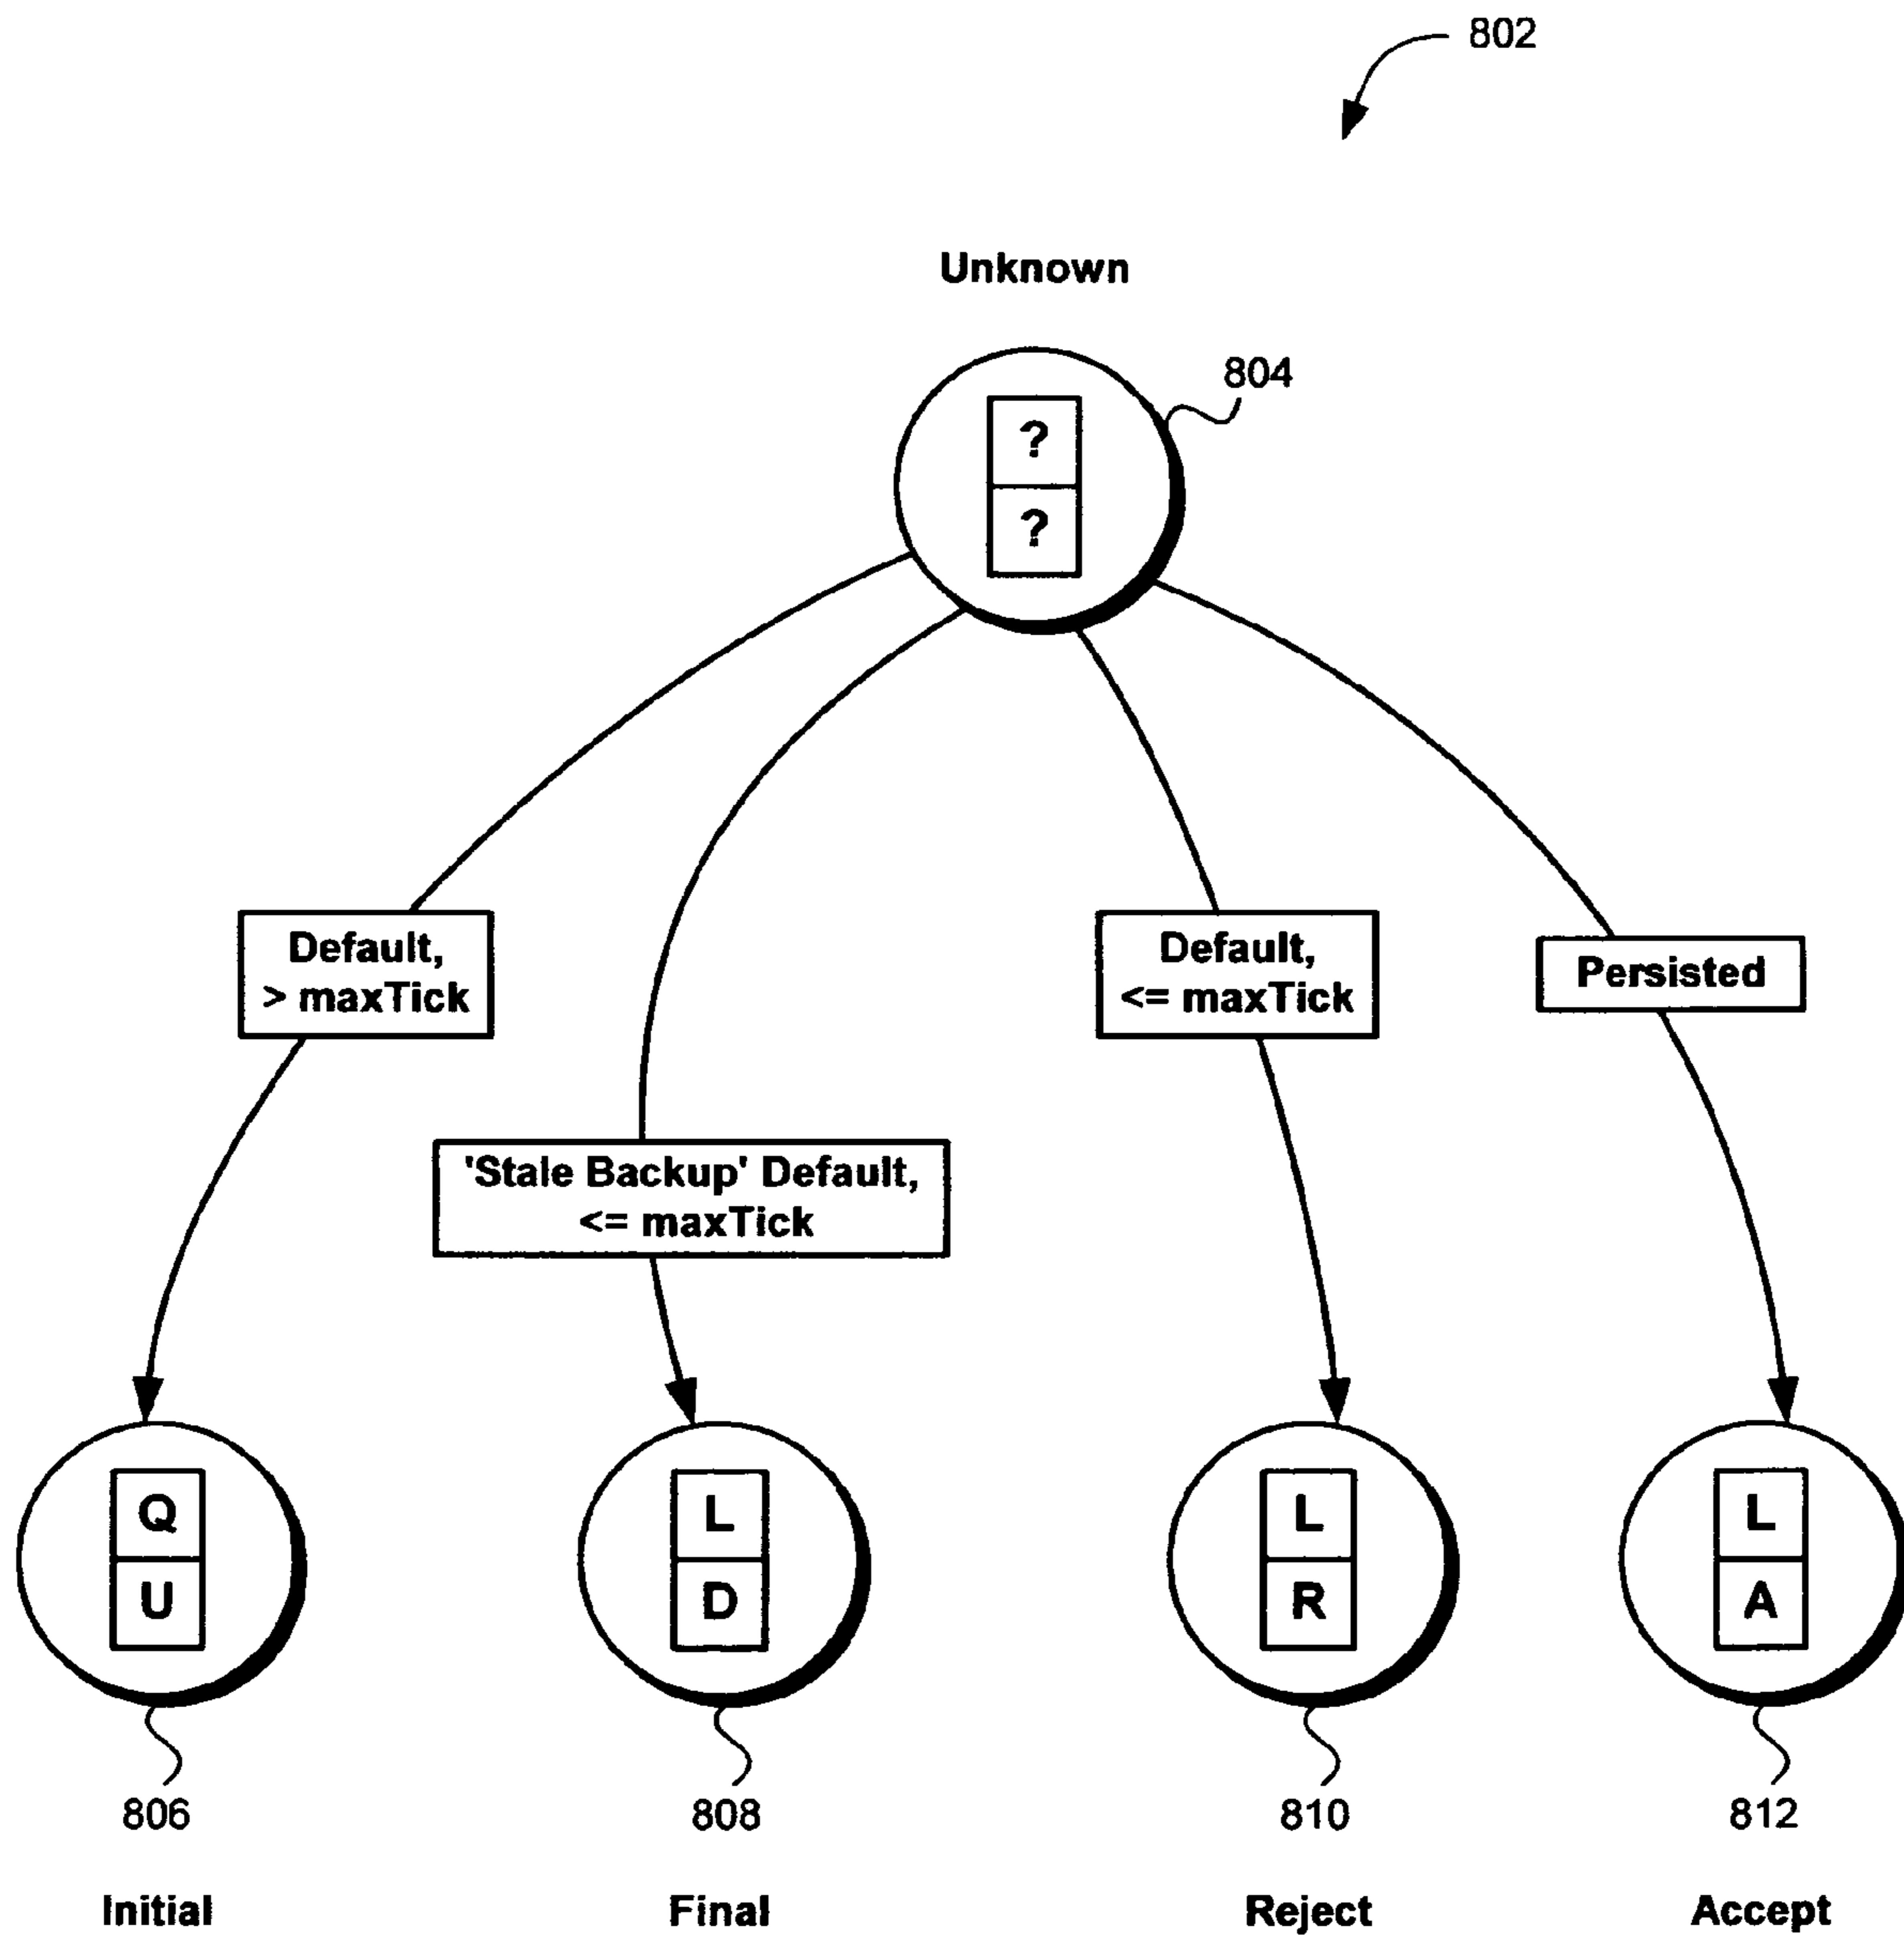 802
Unknown
804
?
?
Default,
> maxTick
Default,
<= maxTick
Persisted
'Stale Backup' Default,
<= maxTick
Q
U
L
D
L
R
L
A
806
808
810
812
Initial
Final
Reject
Accept